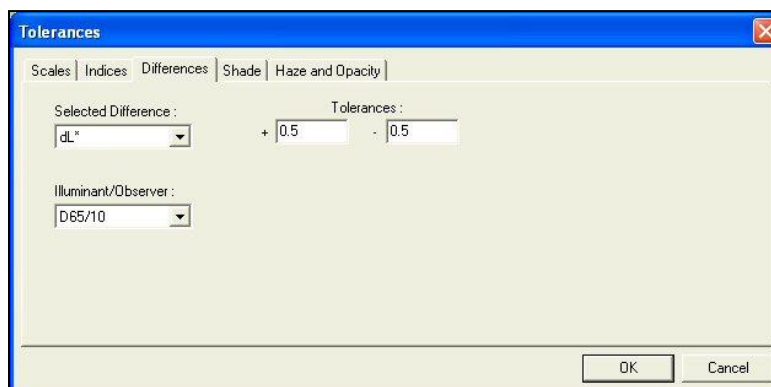 Tolerances
Scales Indices Differences Shade Haze and Opacity
Selected Difference : Tolerances :
dL* + 0.5 - 0.5
Illuminant/Observer :
D65/10
OK Cancel